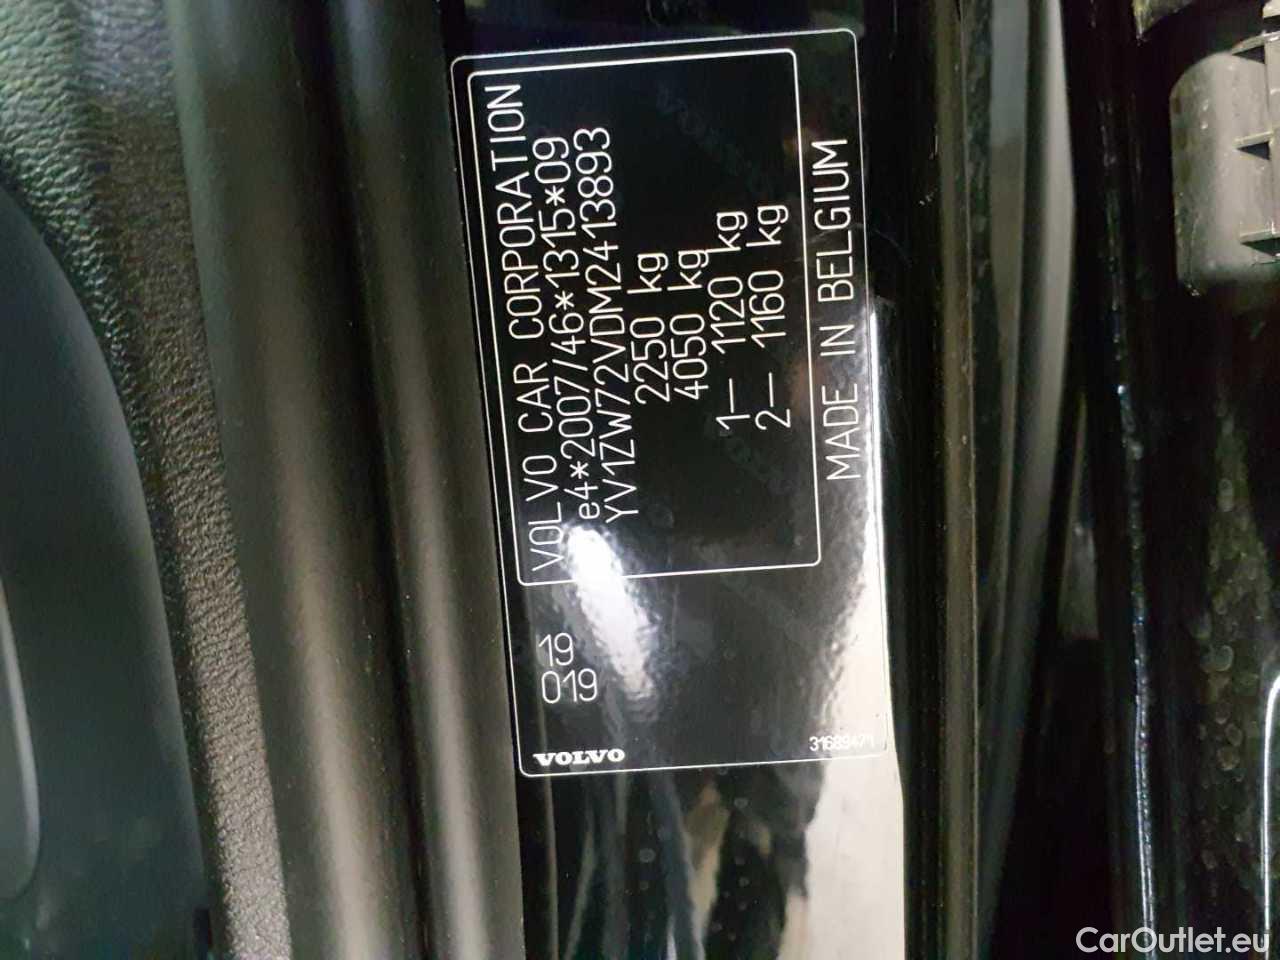 VOLVO CAR CORPORATION
e4*2007/46*1315*09
YV1ZW72VDM2413893
2250 kg
4050 kg
1– 1120 kg
2– 1160 kg
MADE IN BELGIUM
19
019
VOLVO
31689471
CarOutlet.eu